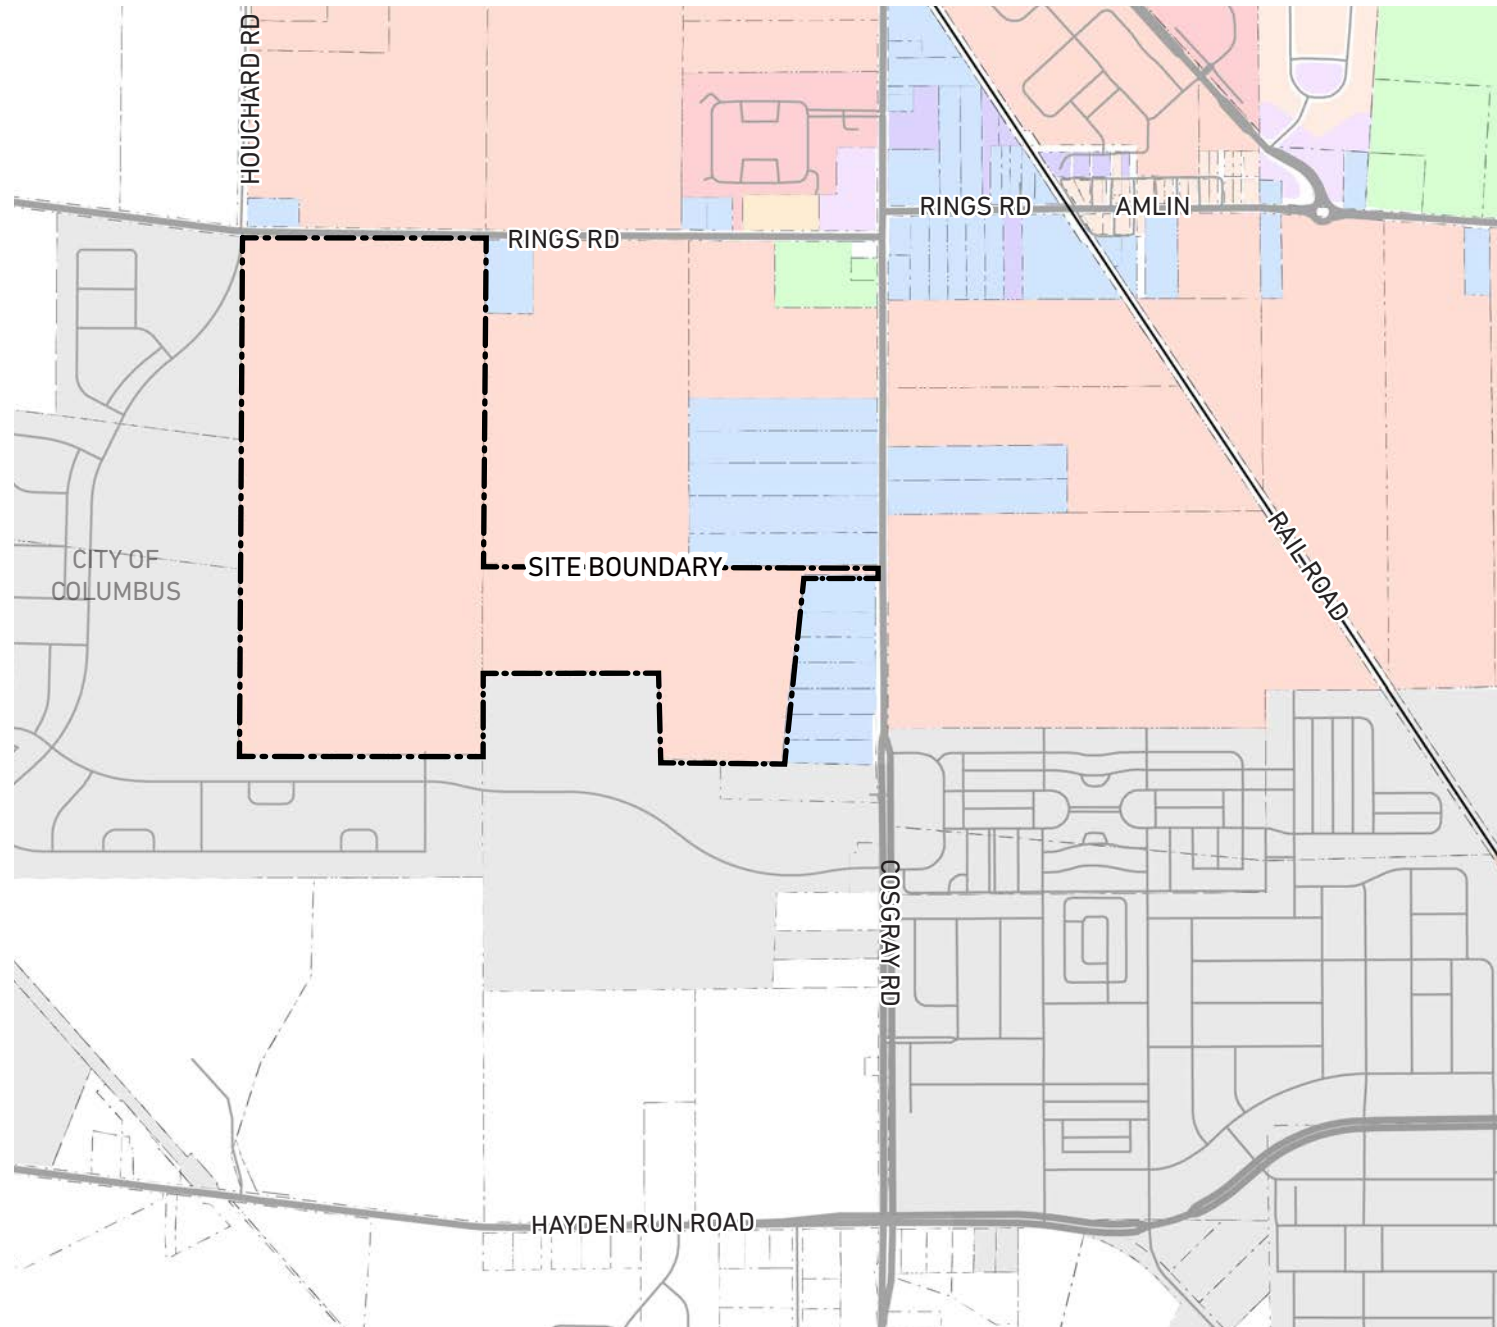 HOUCHARD RD
RINGS RD
AMLIN
RINGS RD
SITE BOUNDARY
CITY OF
COLUMBUS
RAIL-ROAD
COSGRAY RD
HAYDEN RUN ROAD